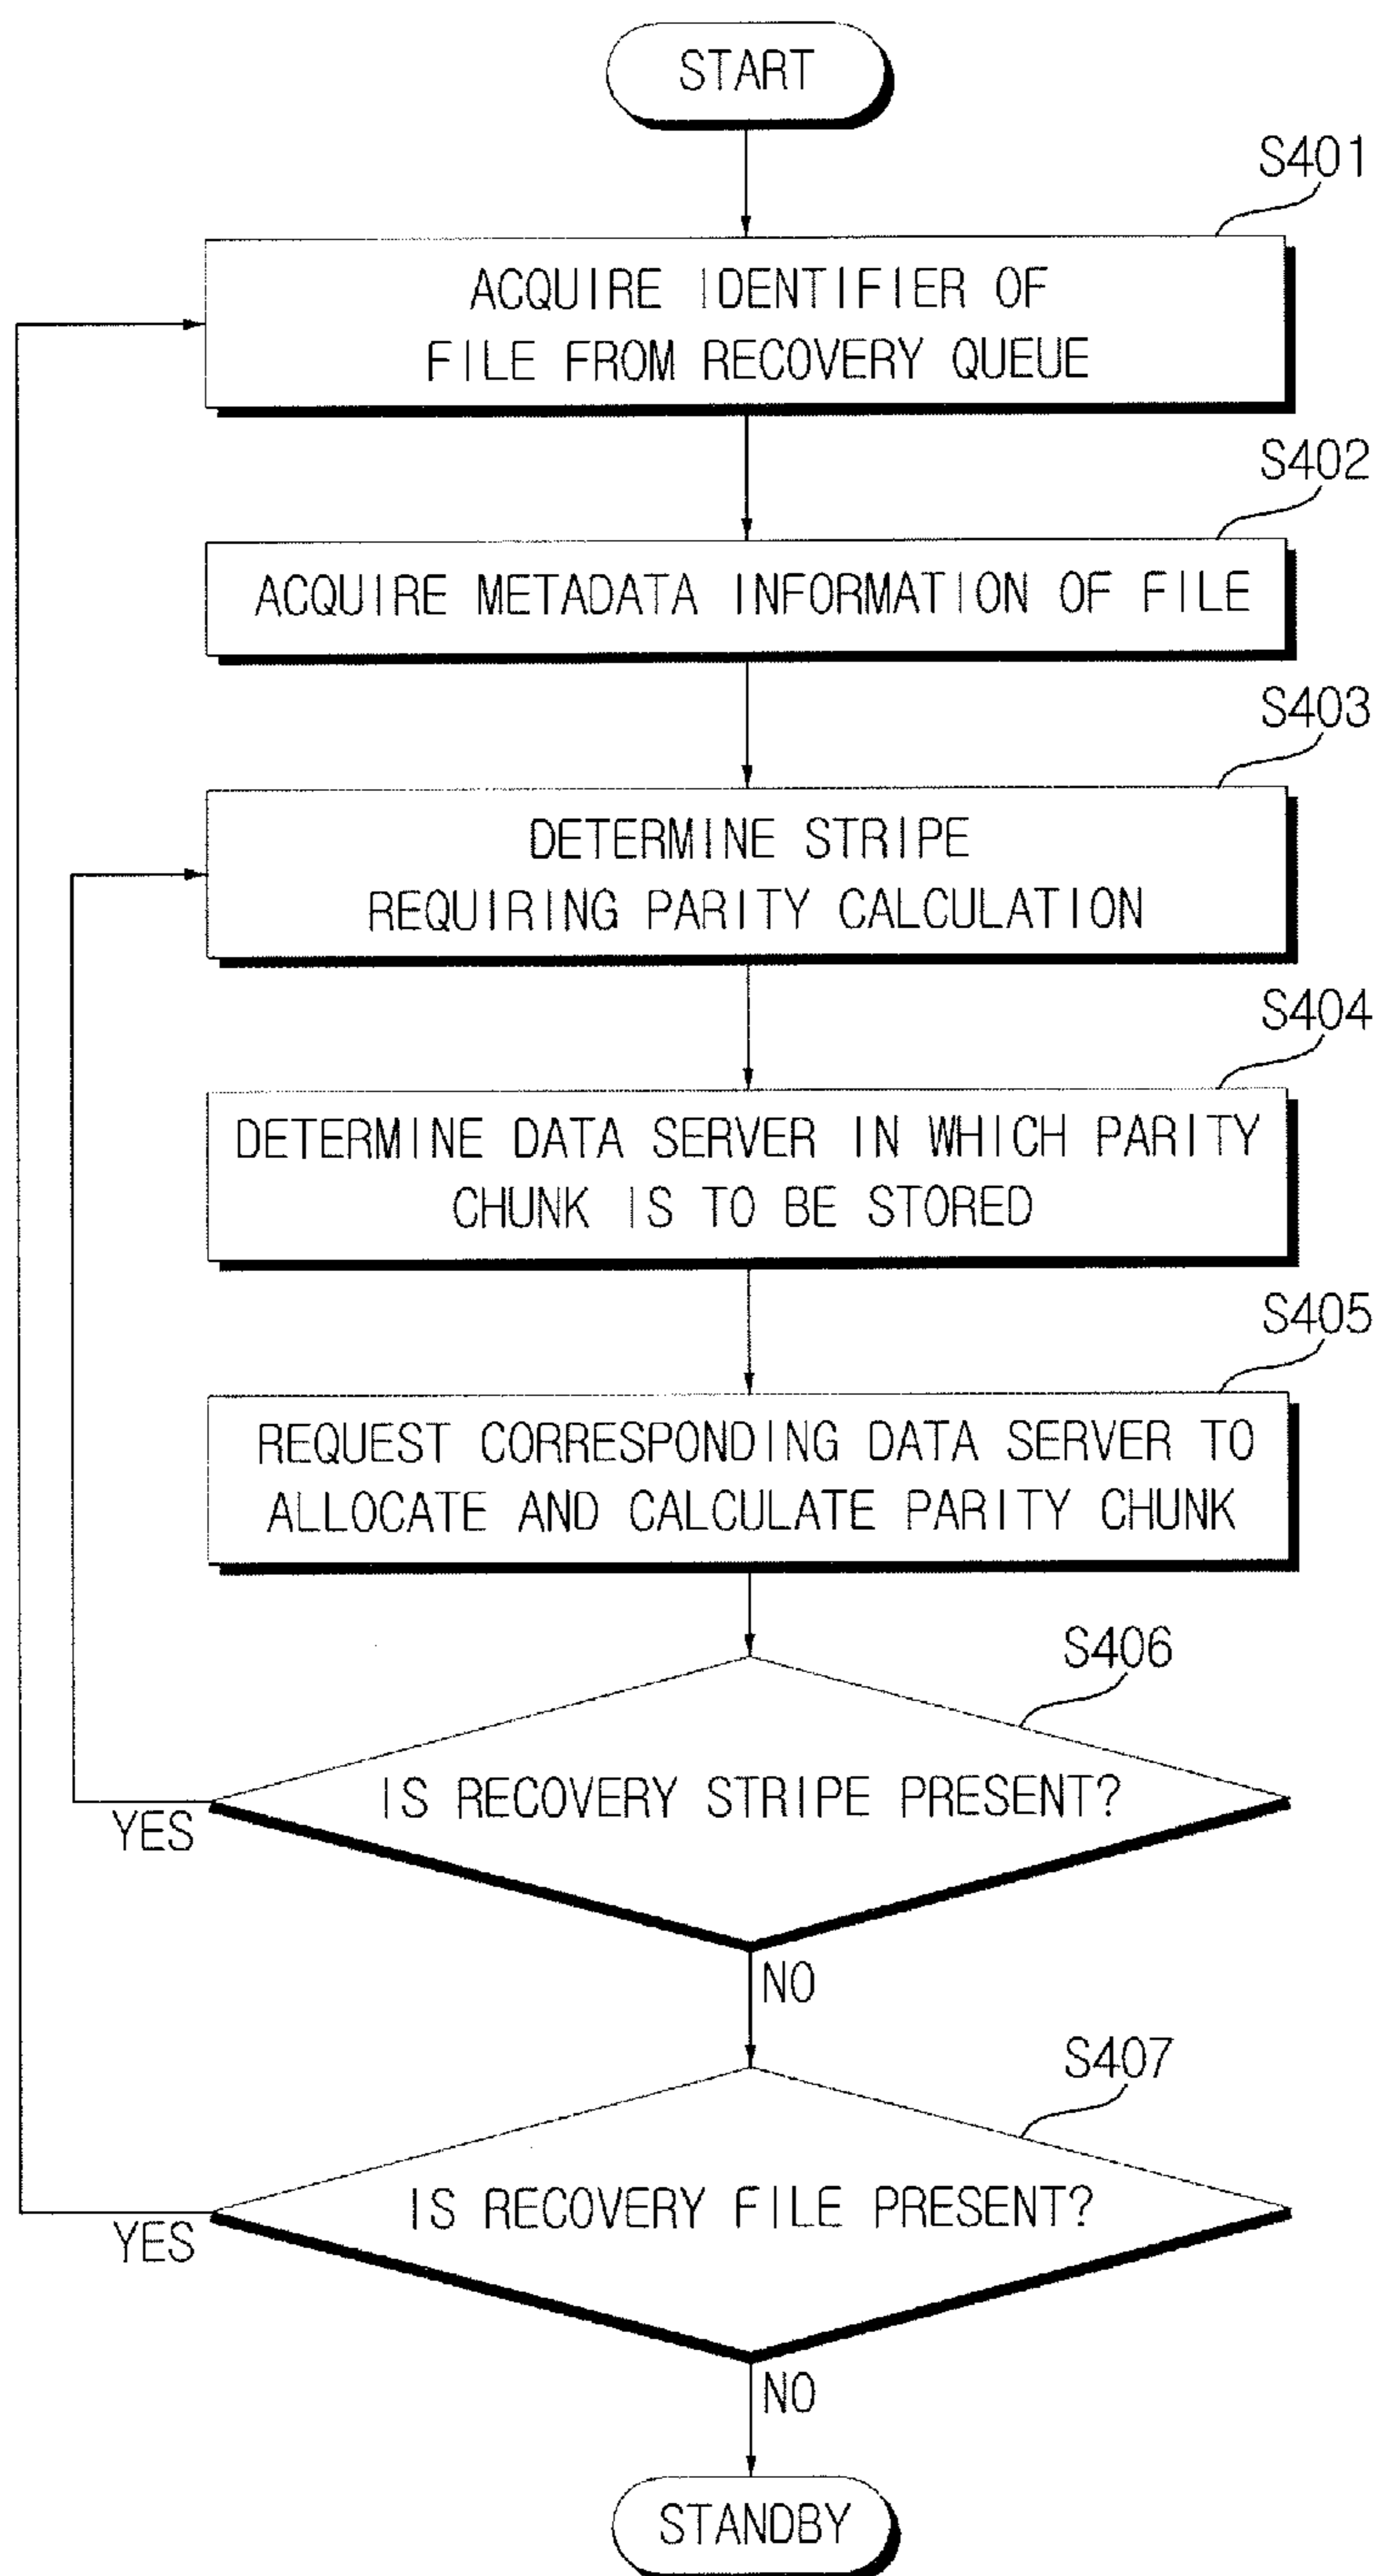 START
S401
ACQUIRE IDENTIFIER OF
FILE FROM RECOVERY QUEUE
S402
ACQUIRE METADATA INFORMATION OF FILE
S403
DETERMINE STRIPE
REQUIRING PARITY CALCULATION
S404
DETERMINE DATA SERVER IN WHICH PARITY
CHUNK IS TO BE STORED
S405
REQUEST CORRESPONDING DATA SERVER TO
ALLOCATE AND CALCULATE PARITY CHUNK
S406
IS RECOVERY STRIPE PRESENT?
YES
NO
S407
IS RECOVERY FILE PRESENT?
YES
NO
STANDBY